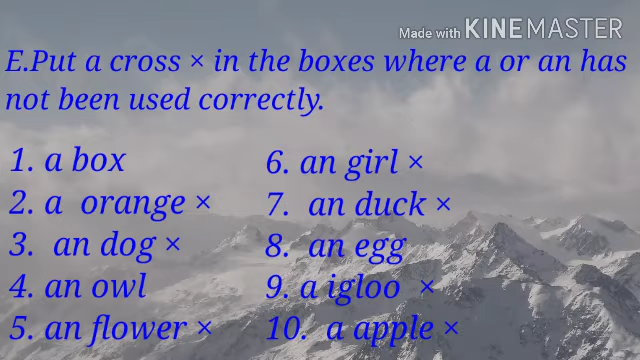 Made with KINEMASTER
E.Put a cross × in the boxes where a or an has
not been used correctly.
1. a box
2. a orange ×
3. an dog ×
4. an owl
5. an flower ×
6. an girl ×
7. an duck ×
8. an egg
9. a igloo ×
10. a apple ×